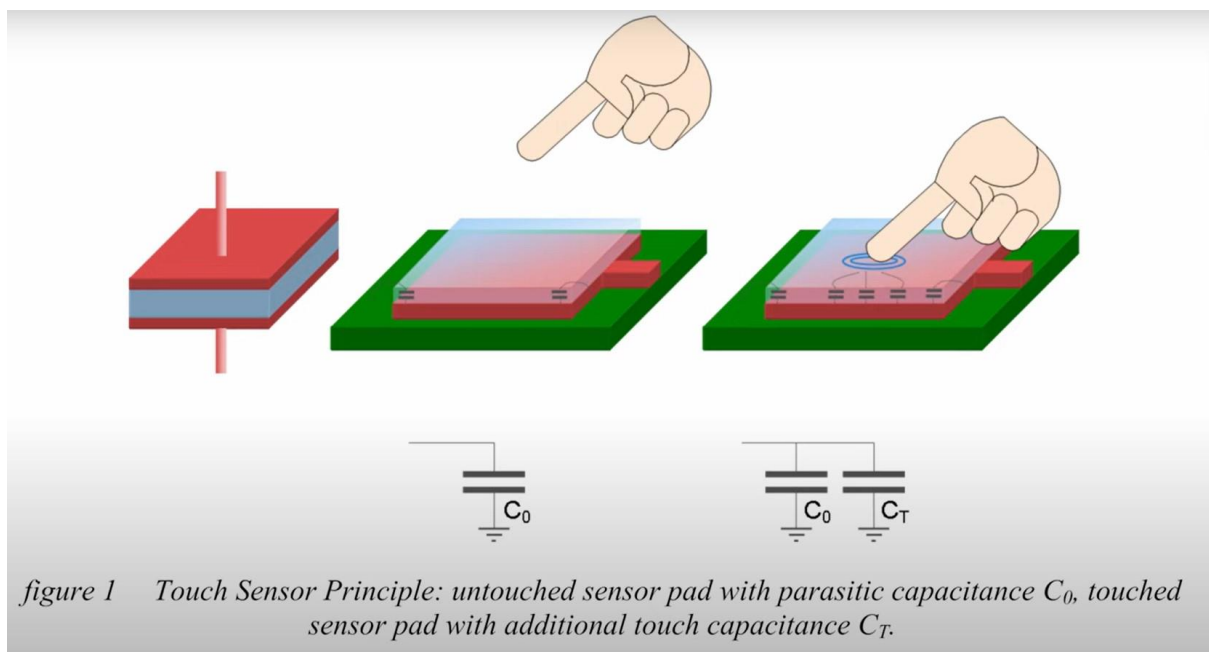 C0
C0 CT
figure 1 Touch Sensor Principle: untouched sensor pad with parasitic capacitance C0, touched
sensor pad with additional touch capacitance CT.